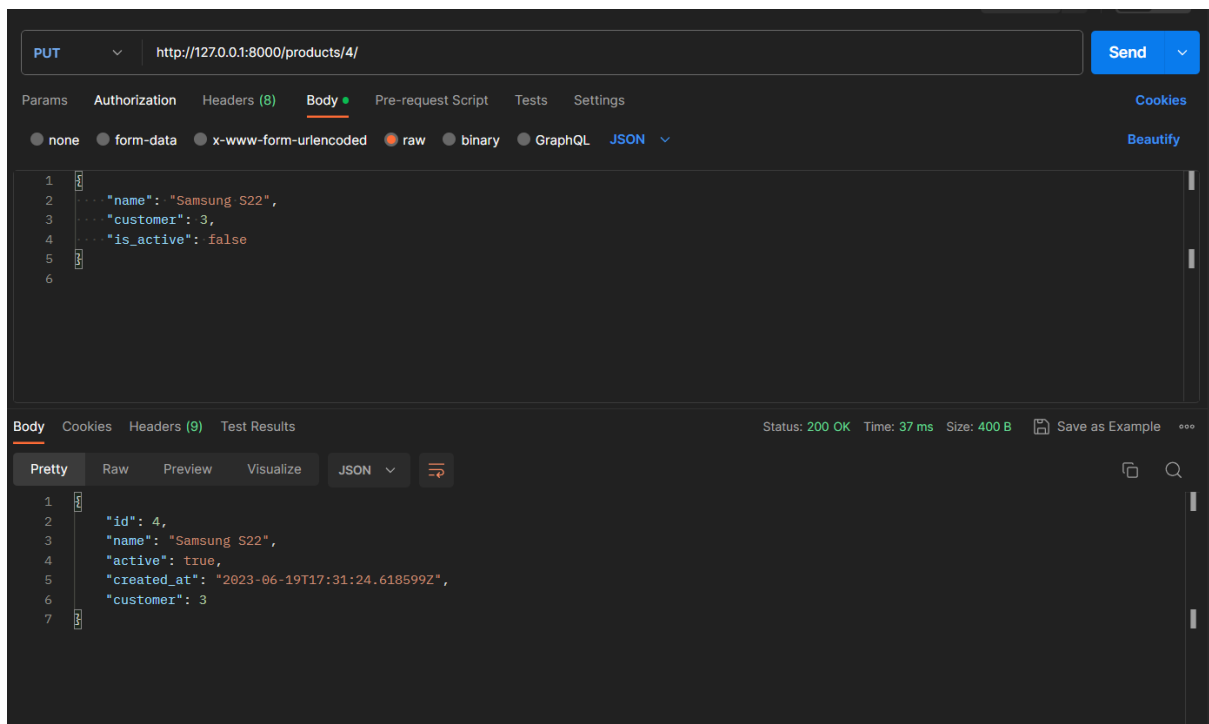 PUT http://127.0.0.1:8000/products/4/ Send
Params Authorization Headers (8) Body Pre-request Script Tests Settings Cookies
none form-data x-www-form-urlencoded raw binary GraphQL JSON Beautify
1 {
2 "name": "Samsung S22",
3 "customer": 3,
4 "is_active": false
5 }
6
Body Cookies Headers (9) Test Results Status: 200 OK Time: 37 ms Size: 400 B Save as Example
Pretty Raw Preview Visualize JSON
1 {
2 "id": 4,
3 "name": "Samsung S22",
4 "active": true,
5 "created_at": "2023-06-19T17:31:24.618599Z",
6 "customer": 3
7 }